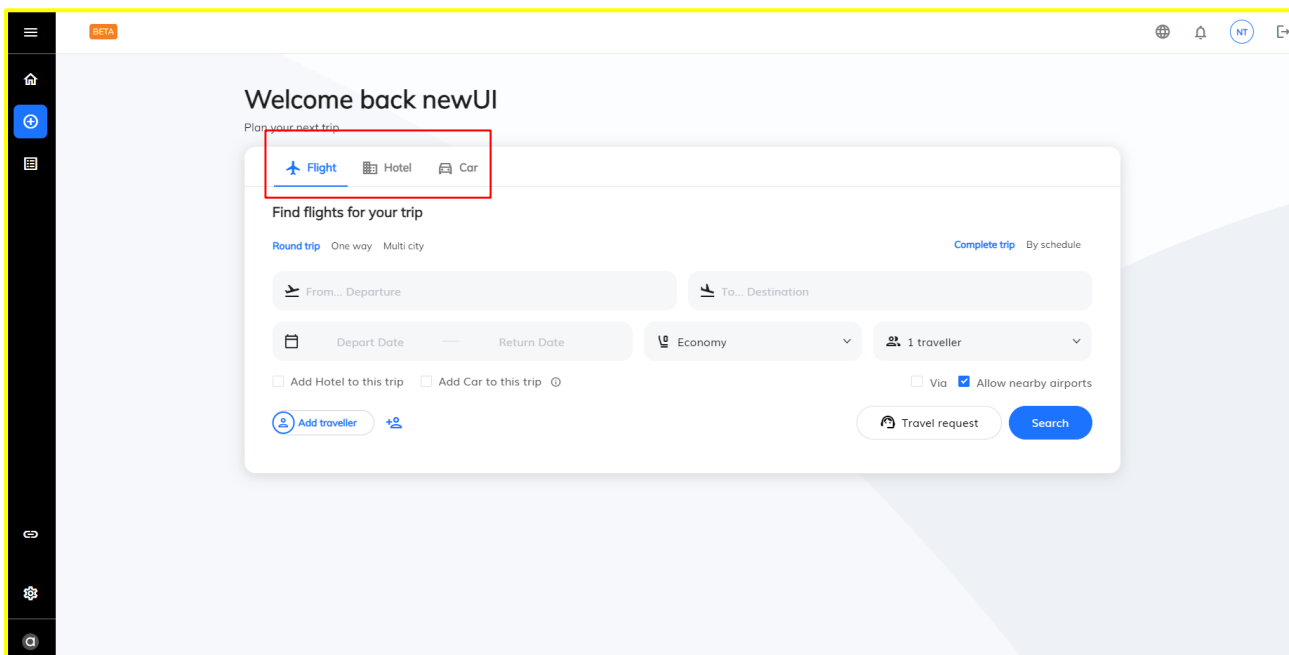 BETA
NT
Welcome back newUI
Plan your next trip
Flight Hotel Car
Find flights for your trip
Round trip One way Multi city Complete trip By schedule
From... Departure To... Destination
Depart Date Return Date Economy 1 traveller
Add Hotel to this trip Add Car to this trip Via Allow nearby airports
Add traveller Travel request Search
a